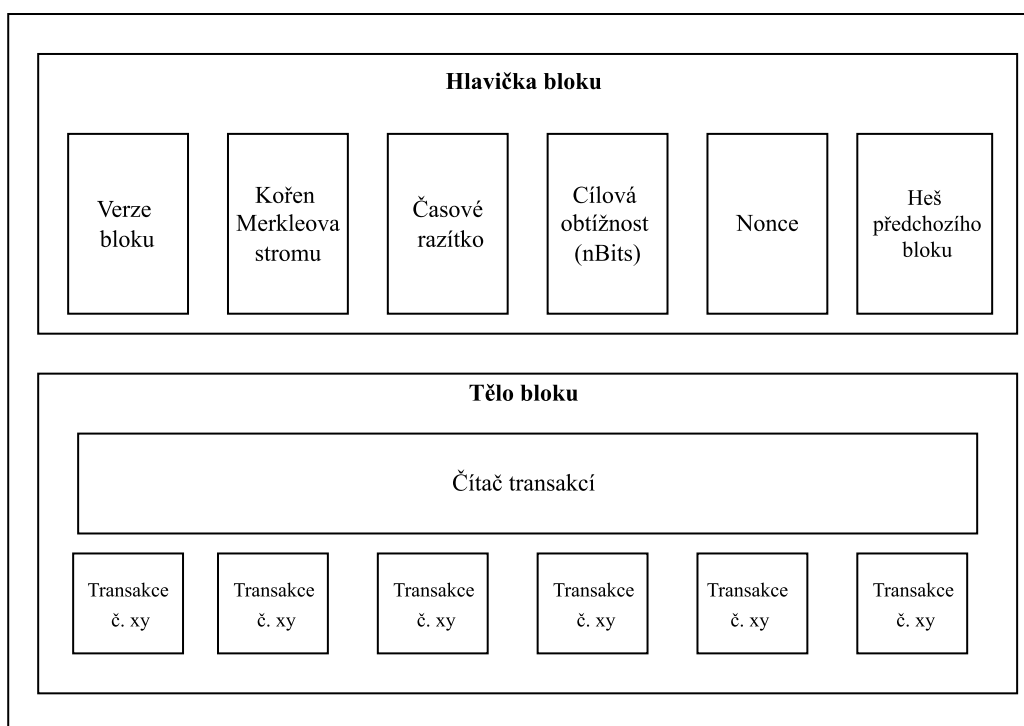 Hlavička bloku
Verze
bloku
Kořen
Merkleova
stromu
Časové
razítko
Cílová
obtížnost
(nBits)
Nonce
Heš
předchozího
bloku
Tělo bloku
Čítač transakcí
Transakce
č. xy
Transakce
č. xy
Transakce
č. xy
Transakce
č. xy
Transakce
č. xy
Transakce
č. xy